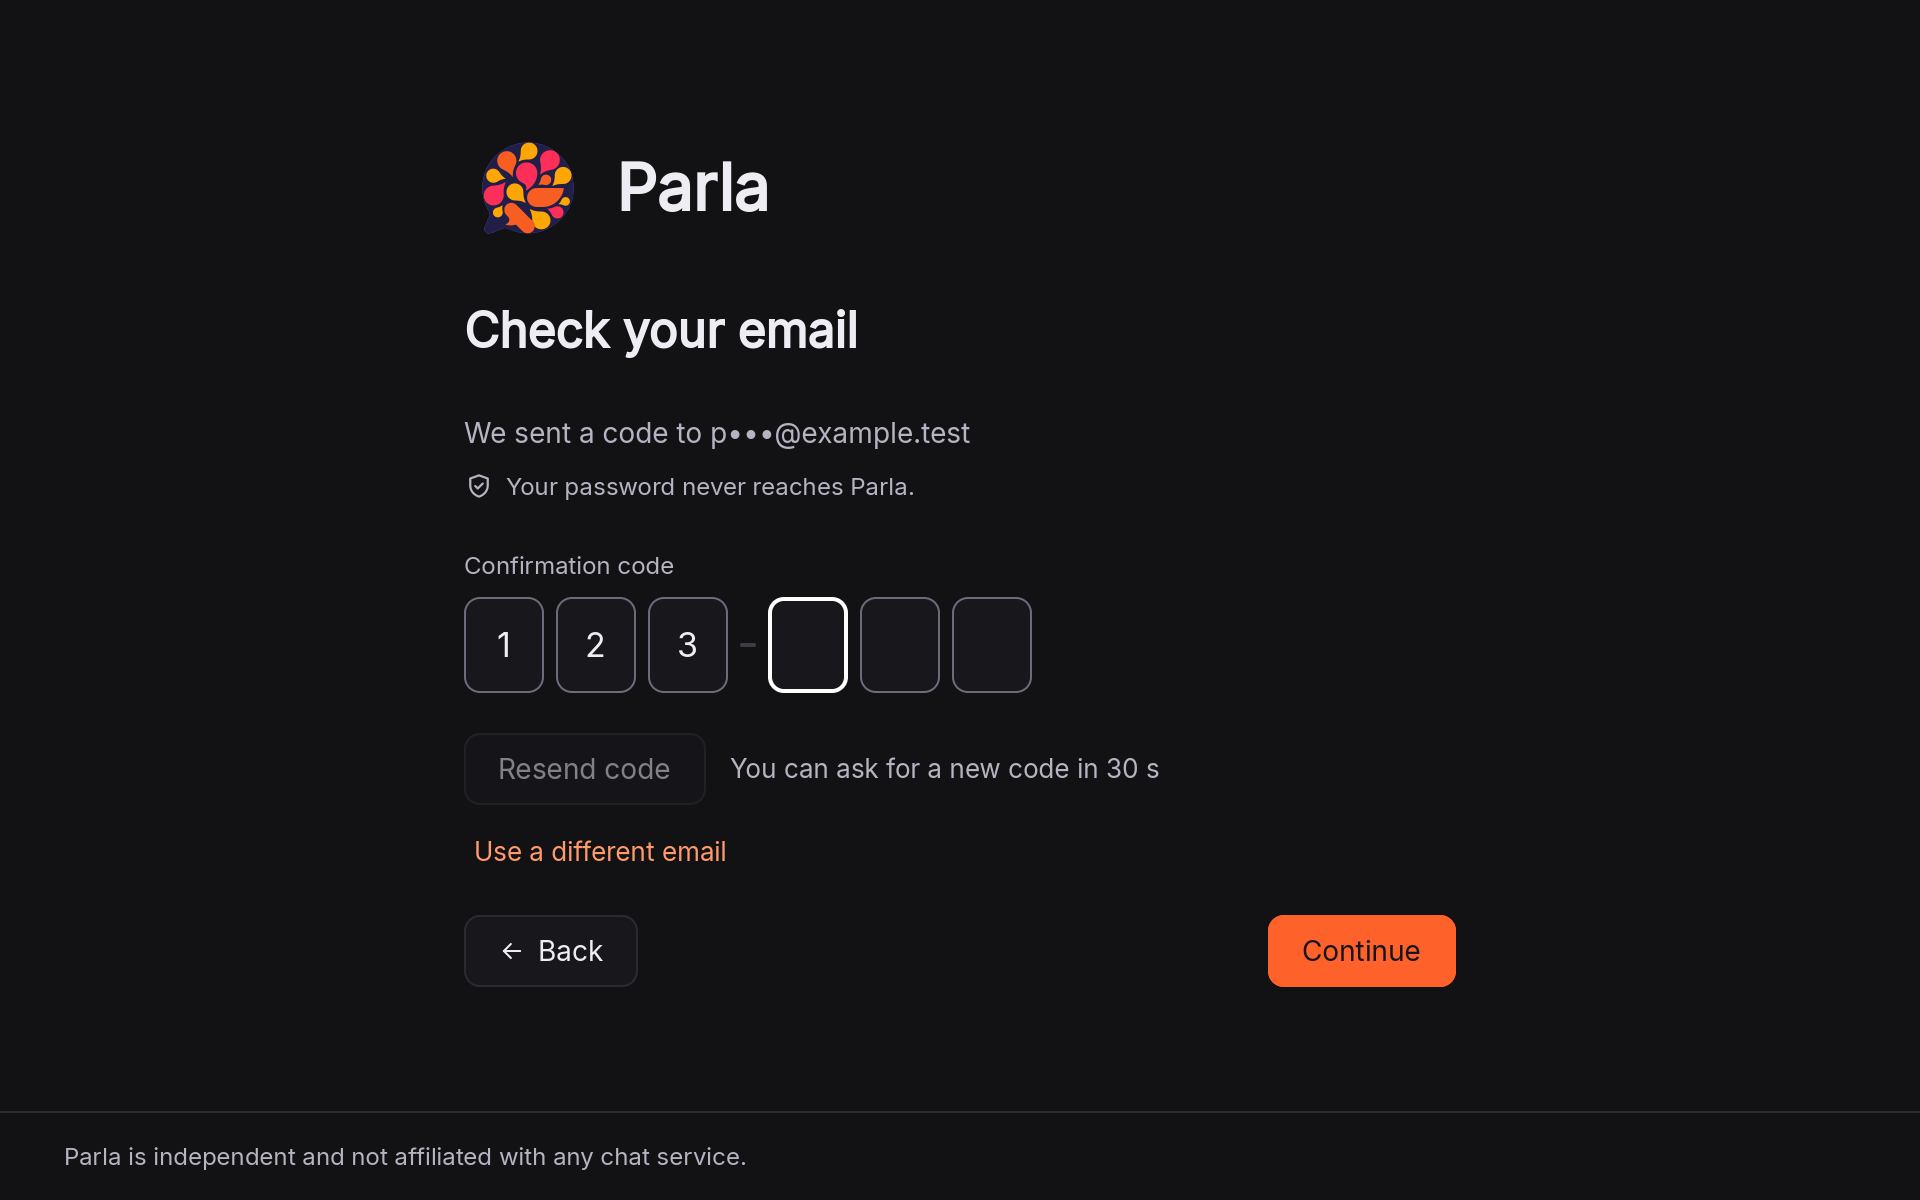 Parla
Check your email
We sent a code to p•••@example.test
Your password never reaches Parla.
Confirmation code
1 2 3 –
Resend code You can ask for a new code in 30 s
Use a different email
← Back Continue
Parla is independent and not affiliated with any chat service.